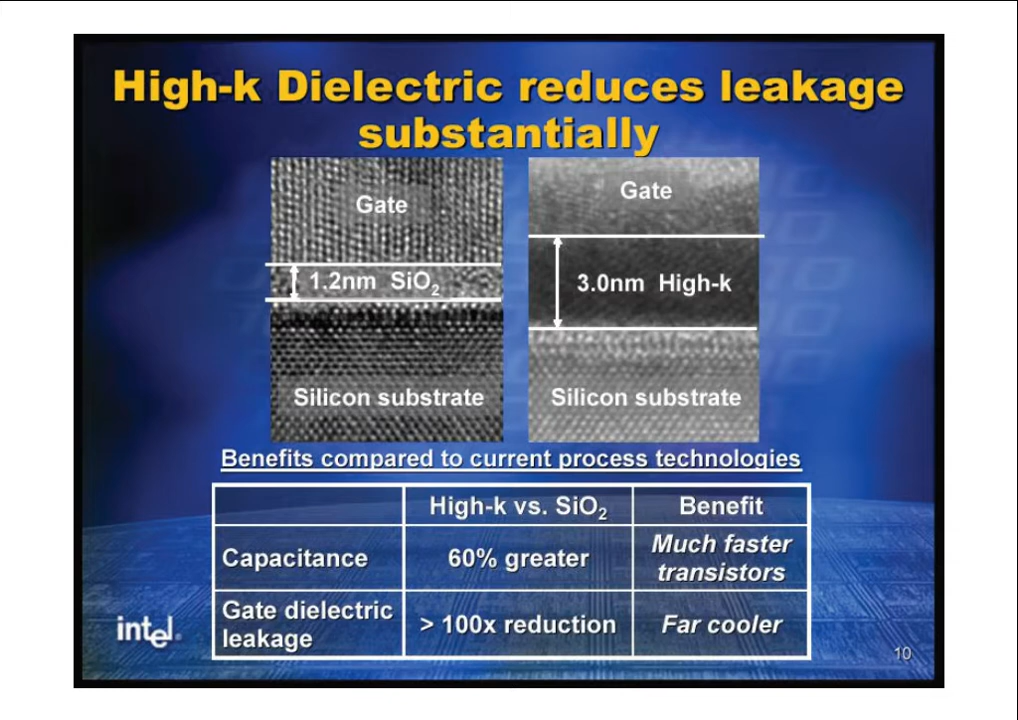 High-k Dielectric reduces leakage
substantially
Gate
1.2nm SiO₂
Silicon substrate
Gate
3.0nm High-k
Silicon substrate
Benefits compared to current process technologies
High-k vs. SiO₂ Benefit
Capacitance 60% greater Much faster transistors
Gate dielectric leakage > 100x reduction Far cooler
intel.
10